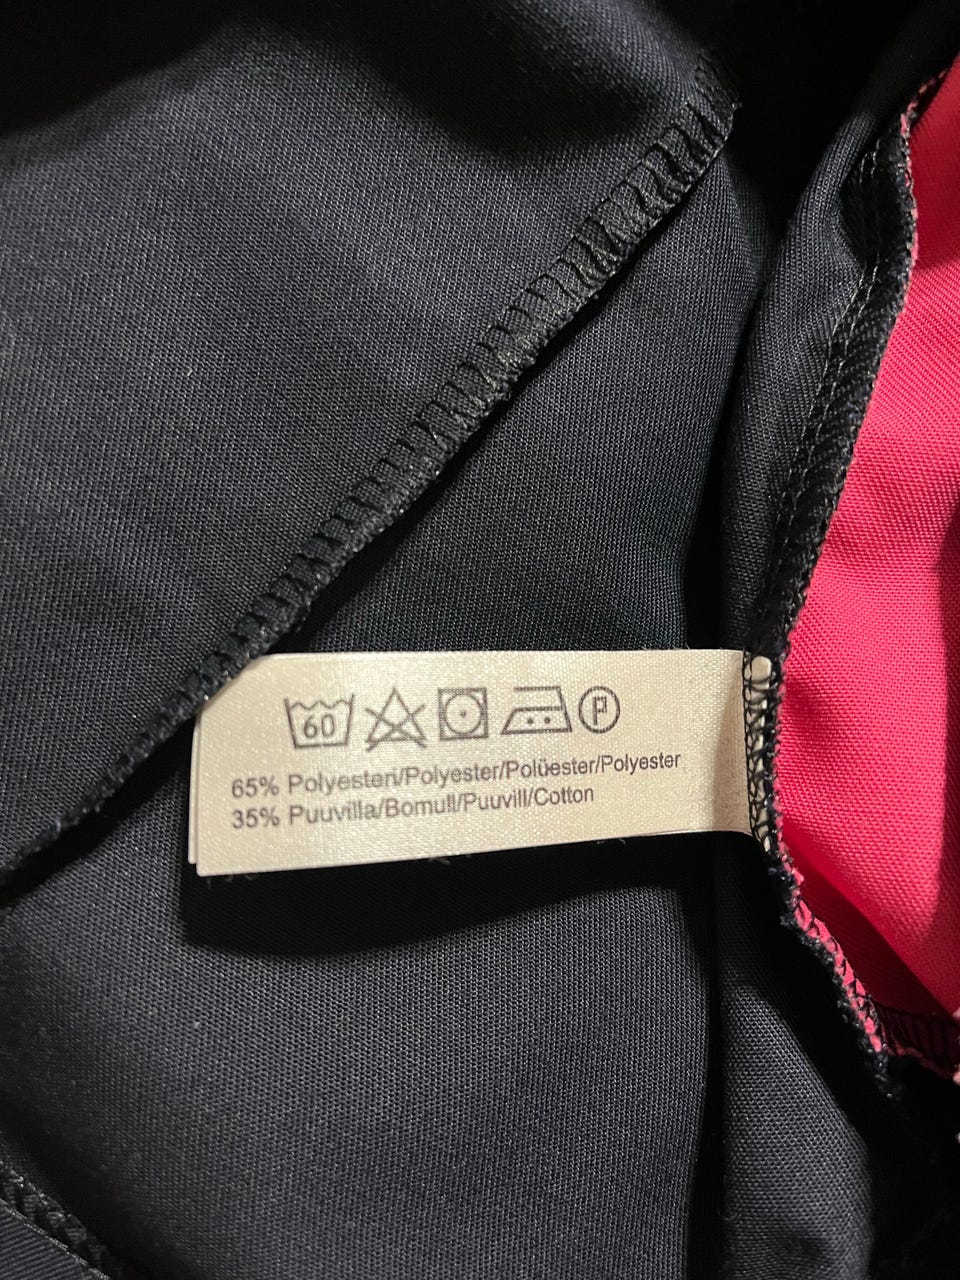 60 P
65% Polyesteri/Polyester/Polüester/Polyester
35% Puuvilla/Bomull/Puuvill/Cotton